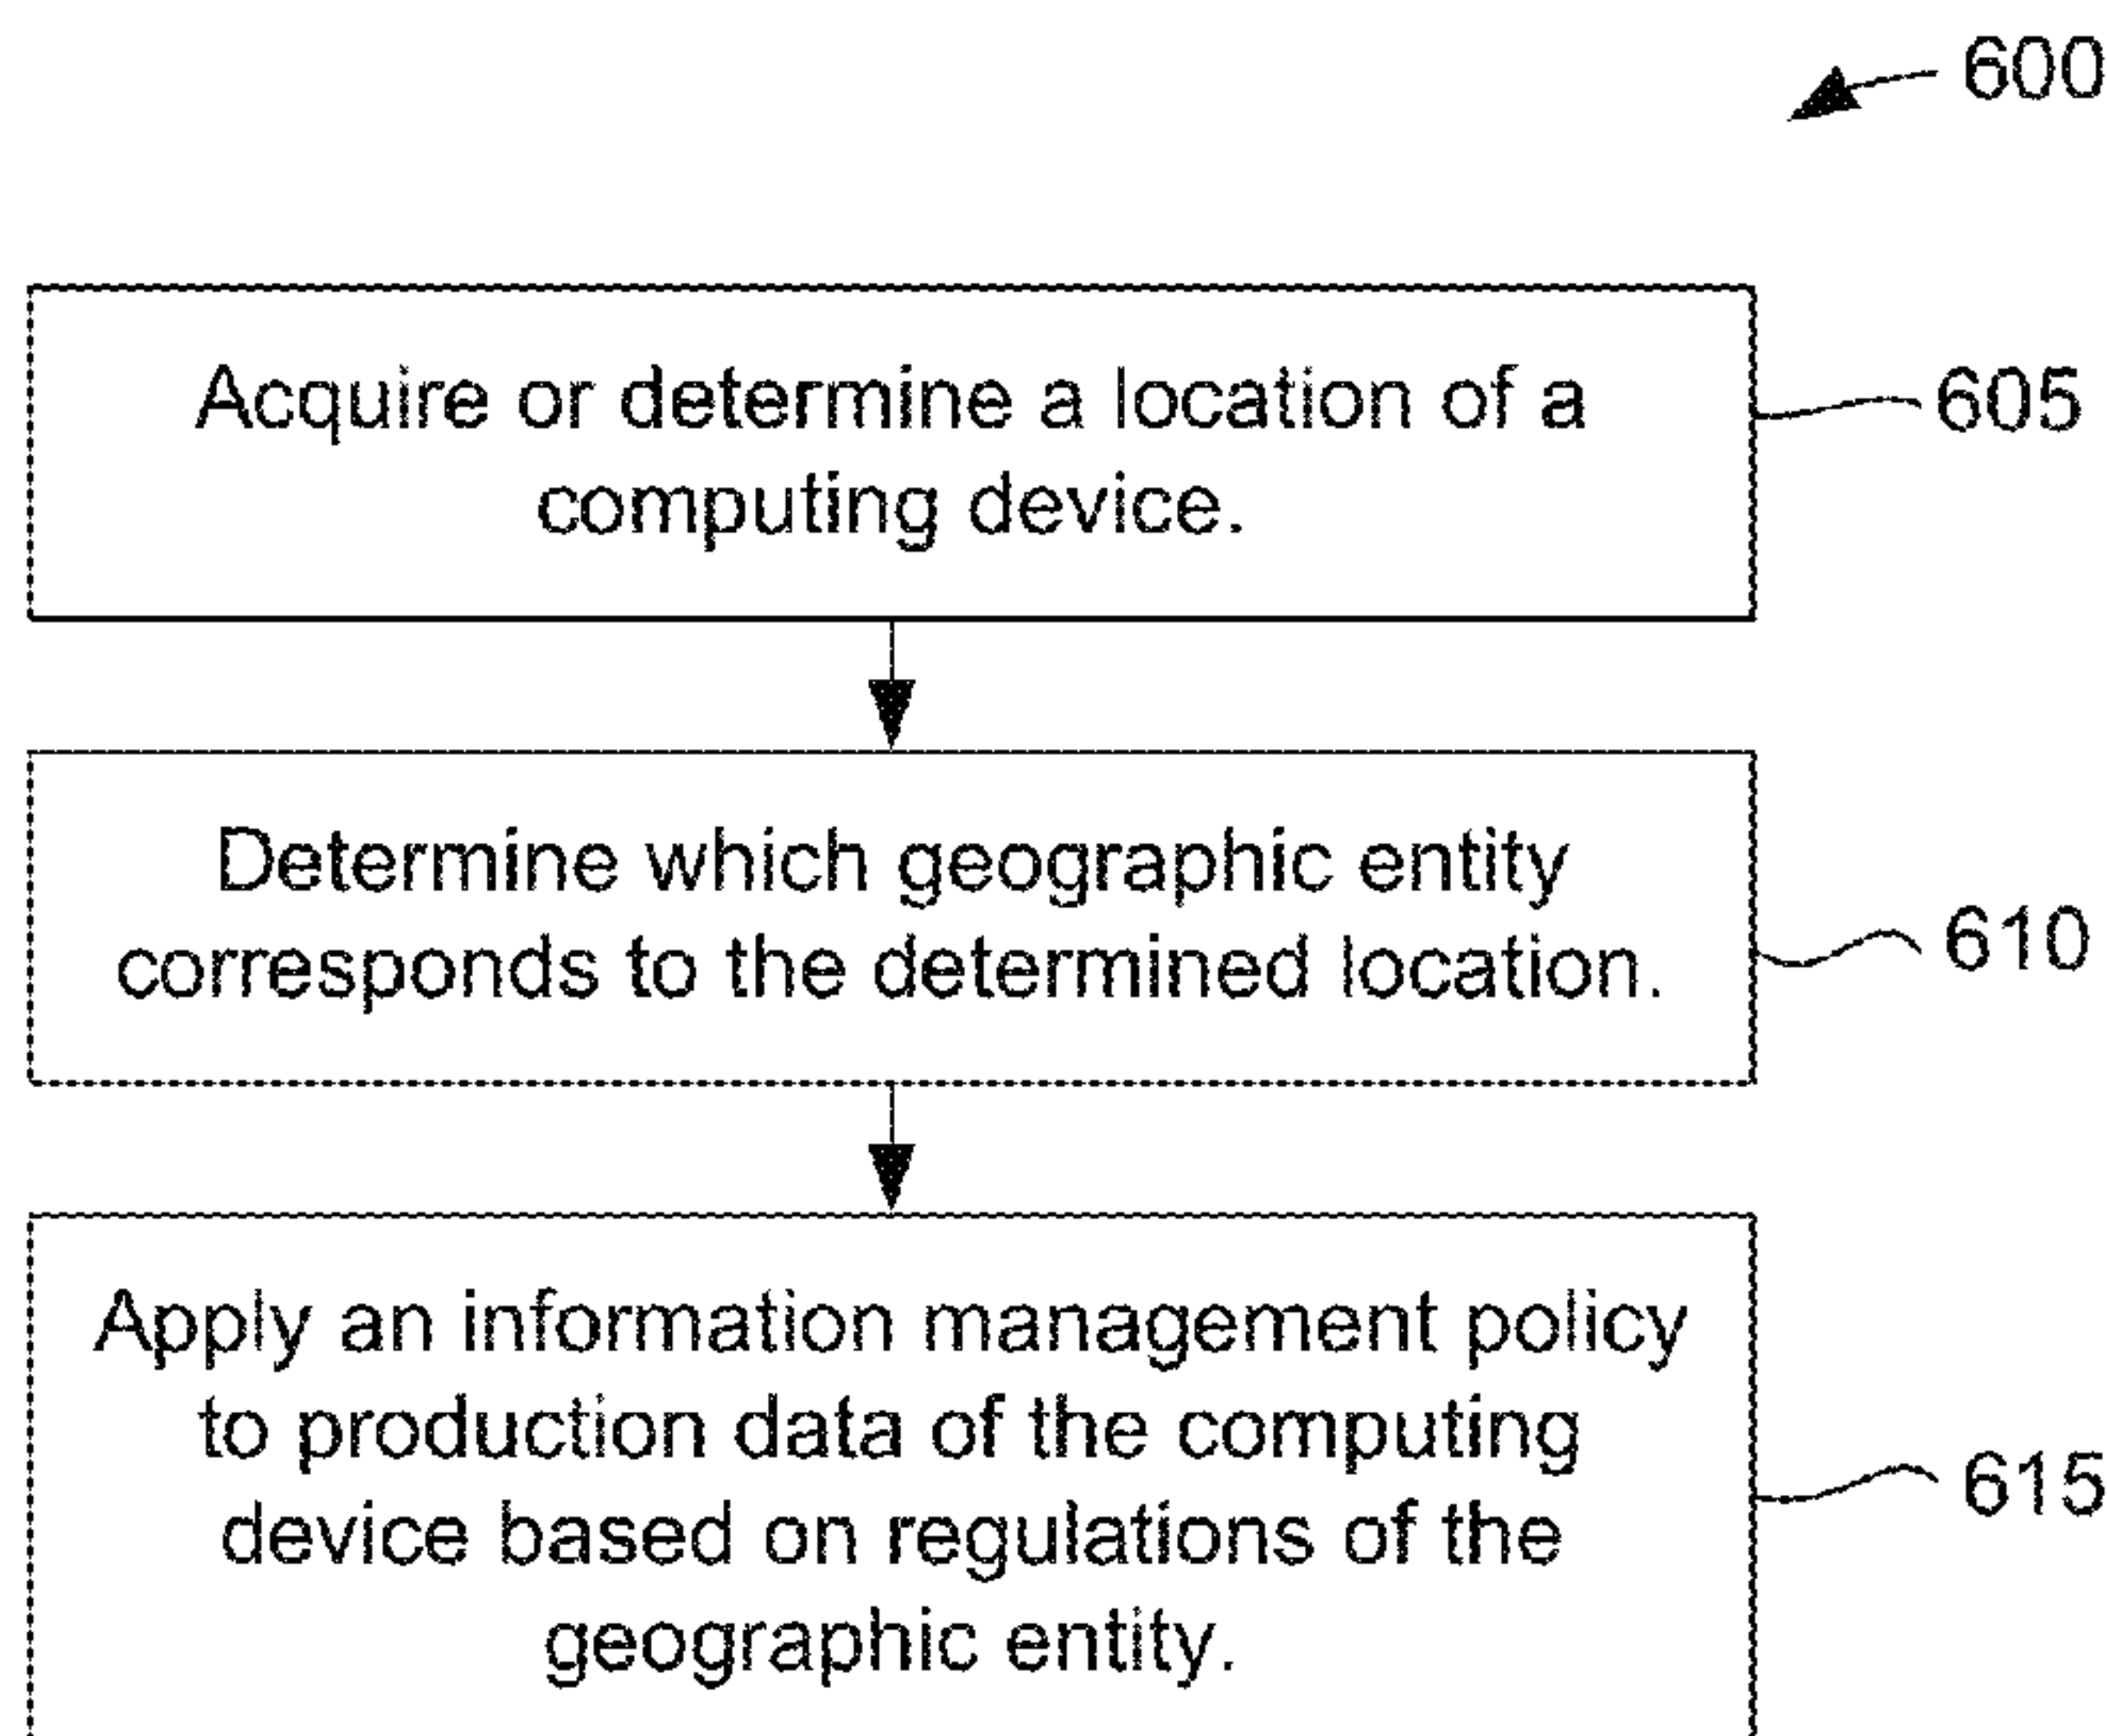 600
Acquire or determine a location of a
computing device.
605
Determine which geographic entity
corresponds to the determined location.
610
Apply an information management policy
to production data of the computing
device based on regulations of the
geographic entity.
615